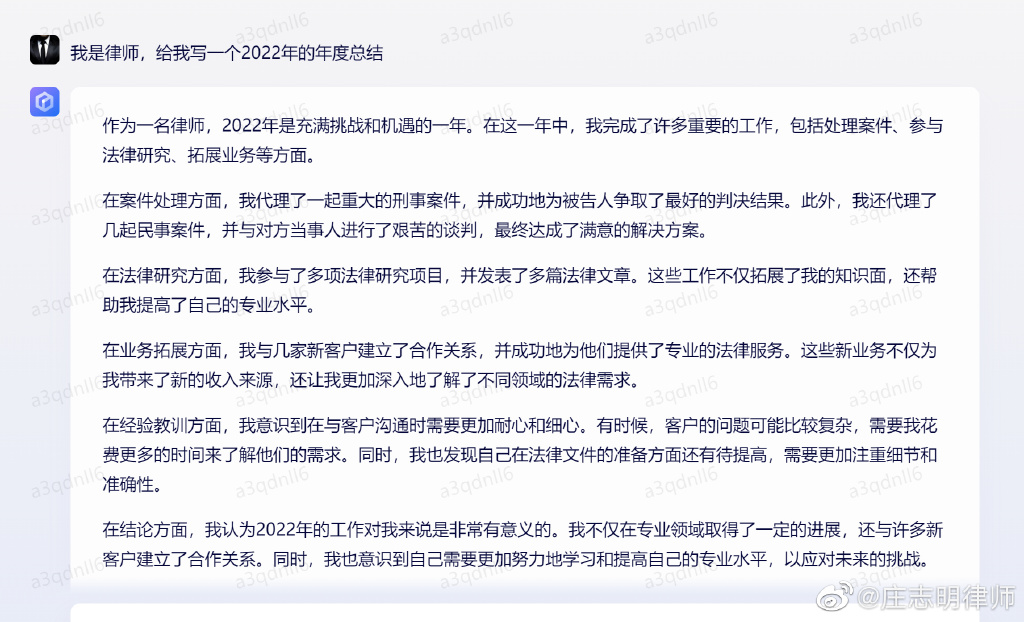 我是律师，给我写一个2022年的年度总结
作为一名律师，2022年是充满挑战和机遇的一年。在这一年中，我完成了许多重要的工作，包括处理案件、参与
法律研究、拓展业务等方面。
在案件处理方面，我代理了一起重大的刑事案件，并成功地为被告人争取了最好的判决结果。此外，我还代理了
几起民事案件，并与对方当事人进行了艰苦的谈判，最终达成了满意的解决方案。
在法律研究方面，我参与了多项法律研究项目，并发表了多篇法律文章。这些工作不仅拓展了我的知识面，还帮
助我提高了自己的专业水平。
在业务拓展方面，我与几家新客户建立了合作关系，并成功地为他们提供了专业的法律服务。这些新业务不仅为
我带来了新的收入来源，还让我更加深入地了解了不同领域的法律需求。
在经验教训方面，我意识到在与客户沟通时需要更加耐心和细心。有时候，客户的问题可能比较复杂，需要我花
费更多的时间来了解他们的需求。同时，我也发现自己在法律文件的准备方面还有待提高，需要更加注重细节和
准确性。
在结论方面，我认为2022年的工作对我来说是非常有意义的。我不仅在专业领域取得了一定的进展，还与许多新
客户建立了合作关系。同时，我也意识到自己需要更加努力地学习和提高自己的专业水平，以应对未来的挑战。
@庄志明律师
a3qdnll6